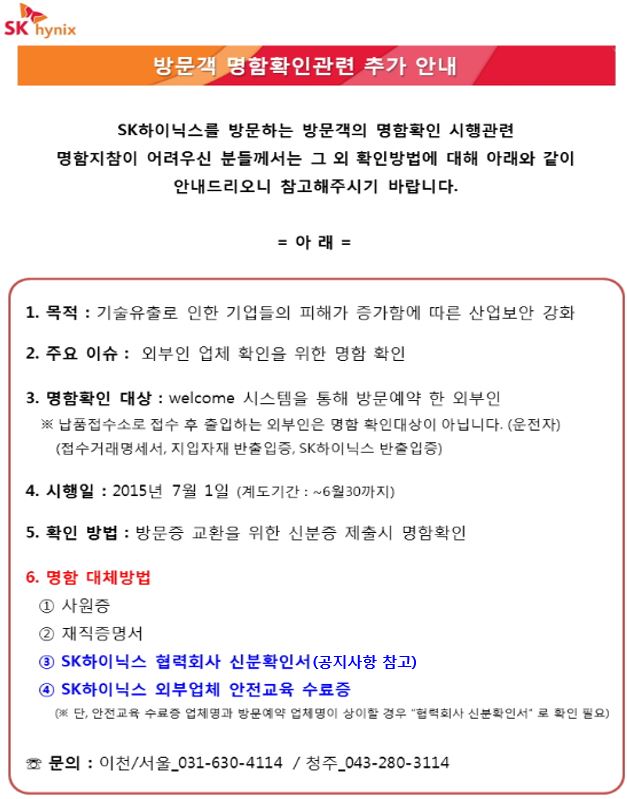 SK hynix
방문객 명함확인관련 추가 안내
SK하이닉스를 방문하는 방문객의 명함확인 시행관련
명함지참이 어려우신 분들께서는 그 외 확인방법에 대해 아래와 같이
안내드리오니 참고해주시기 바랍니다.
= 아 래 =
1. 목적 : 기술유출로 인한 기업들의 피해가 증가함에 따른 산업보안 강화
2. 주요 이슈 : 외부인 업체 확인을 위한 명함 확인
3. 명함확인 대상 : welcome 시스템을 통해 방문예약 한 외부인
※ 납품접수소로 접수 후 출입하는 외부인은 명함 확인대상이 아닙니다. (운전자)
(접수거래명세서, 지입자재 반출입증, SK하이닉스 반출입증)
4. 시행일 : 2015년 7월 1일 (계도기간 : ~6월30까지)
5. 확인 방법 : 방문증 교환을 위한 신분증 제출시 명함확인
6. 명함 대체방법
① 사원증
② 재직증명서
③ SK하이닉스 협력회사 신분확인서(공지사항 참고)
④ SK하이닉스 외부업체 안전교육 수료증
(※ 단, 안전교육 수료증 업체명과 방문예약 업체명이 상이할 경우 "협력회사 신분확인서" 로 확인 필요)
☏ 문의 : 이천/서울_031-630-4114 / 청주_043-280-3114